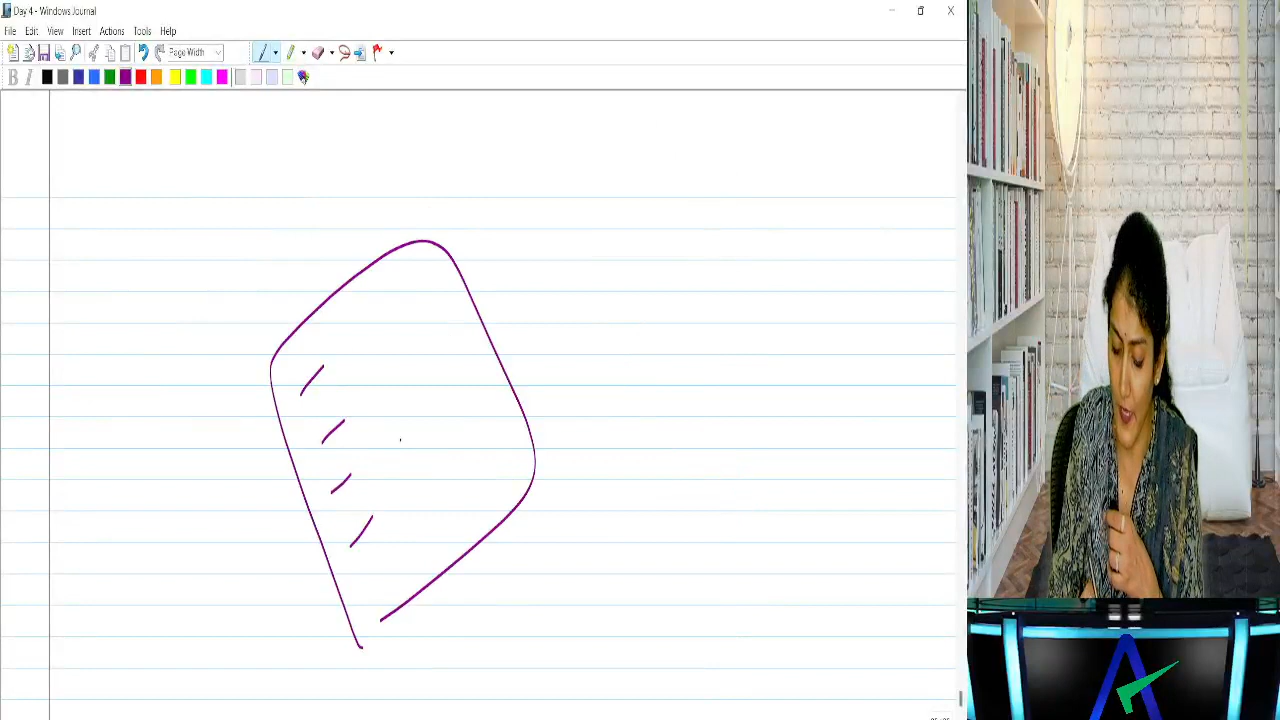 Day 4 - Windows Journal
File Edit View Insert Actions Tools Help
Page Width
B I